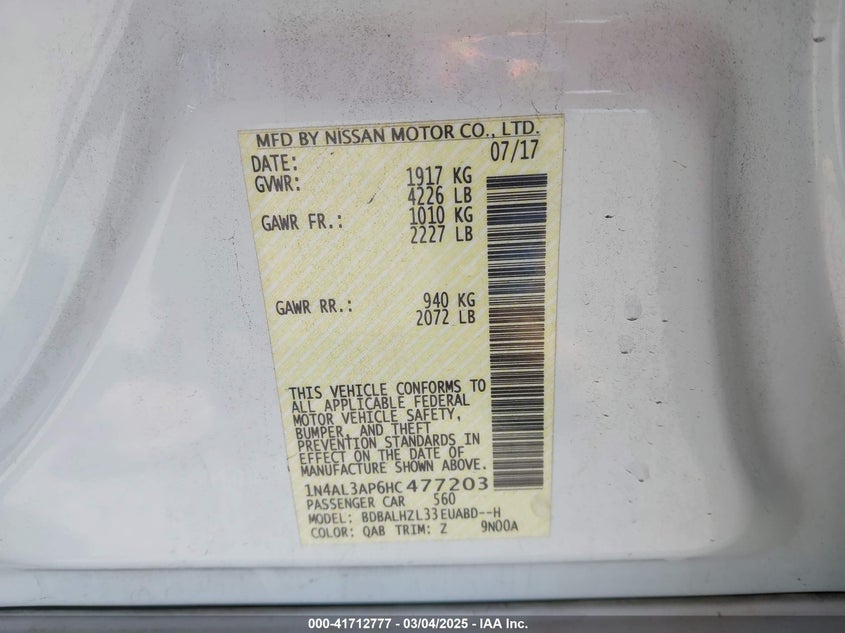 MFD BY NISSAN MOTOR CO., LTD.
DATE: 07/17
GVWR: 1917 KG
4226 LB
GAWR FR.: 1010 KG
2227 LB
GAWR RR.: 940 KG
2072 LB
THIS VEHICLE CONFORMS TO
ALL APPLICABLE FEDERAL
MOTOR VEHICLE SAFETY,
BUMPER, AND THEFT
PREVENTION STANDARDS IN
EFFECT ON THE DATE OF
MANUFACTURE SHOWN ABOVE.
1N4AL3AP6HC477203
PASSENGER CAR 560
MODEL: BDBALHZL33EUABD--H
COLOR: QAB TRIM: Z 9N00A
000-41712777 — 03/04/2025 - IAA Inc.